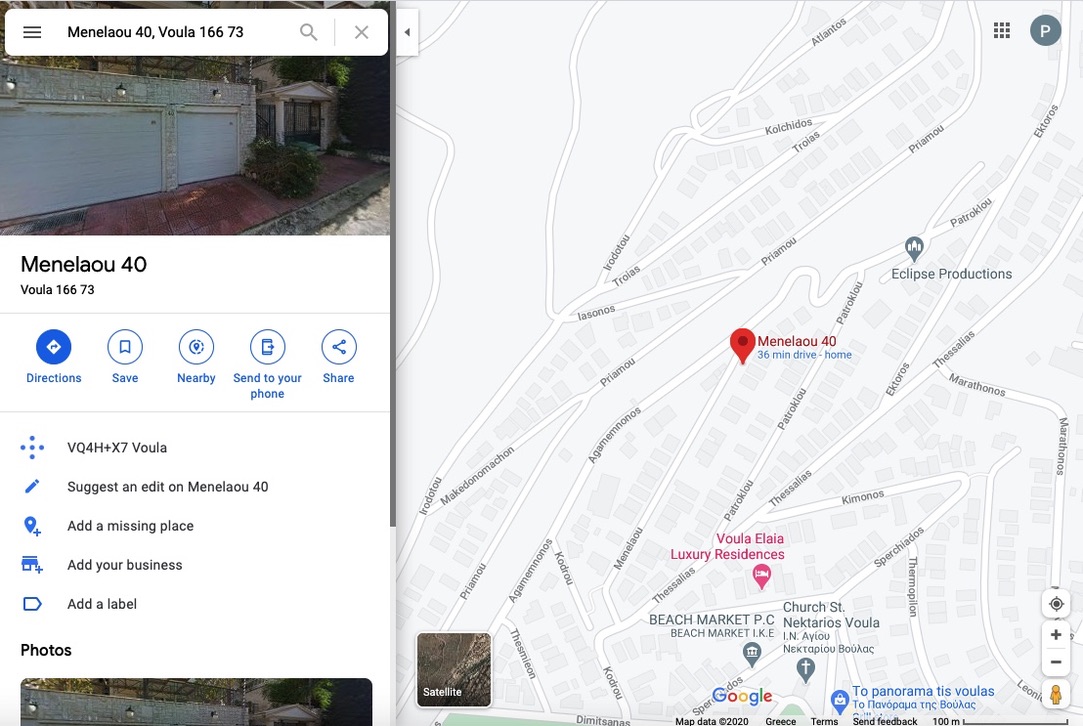 Menelaou 40, Voula 166 73
P
Menelaou 40
Voula 166 73
Directions
Save
Nearby
Send to your
phone
Share
VQ4H+X7 Voula
Suggest an edit on Menelaou 40
Add a missing place
Add your business
Add a label
Photos
Atlantos
Kolchidos
Troias
Priamou
Ektoros
Irodotou
Troias
Priamou
Patroklou
Eclipse Productions
Iasonos
Patroklou
Menelaou 40
36 min drive - home
Thessalias
Priamou
Ektoros
Marathonos
Patroklou
Agamemnonos
Marathonos
Makedonomachon
Irodotou
Patroklou
Thessalias
Kimonos
Voula Elaia
Luxury Residences
Sperchiados
Menelaou
Agamemnonos
Kodrou
Priamou
Thessalias
Thermopilon
BEACH MARKET P.C
BEACH MARKET I.K.E
Church St.
Nektarios Voula
Ι.Ν. Αγίου
Νεκταρίου Βούλας
Thesmieon
Kodrou
Sperchiados
Satellite
Google
To panorama tis voulas
Το Πανόραμα της Βούλας
Dimitsanas
Map data ©2020
Greece
Terms
Send feedback
100 m